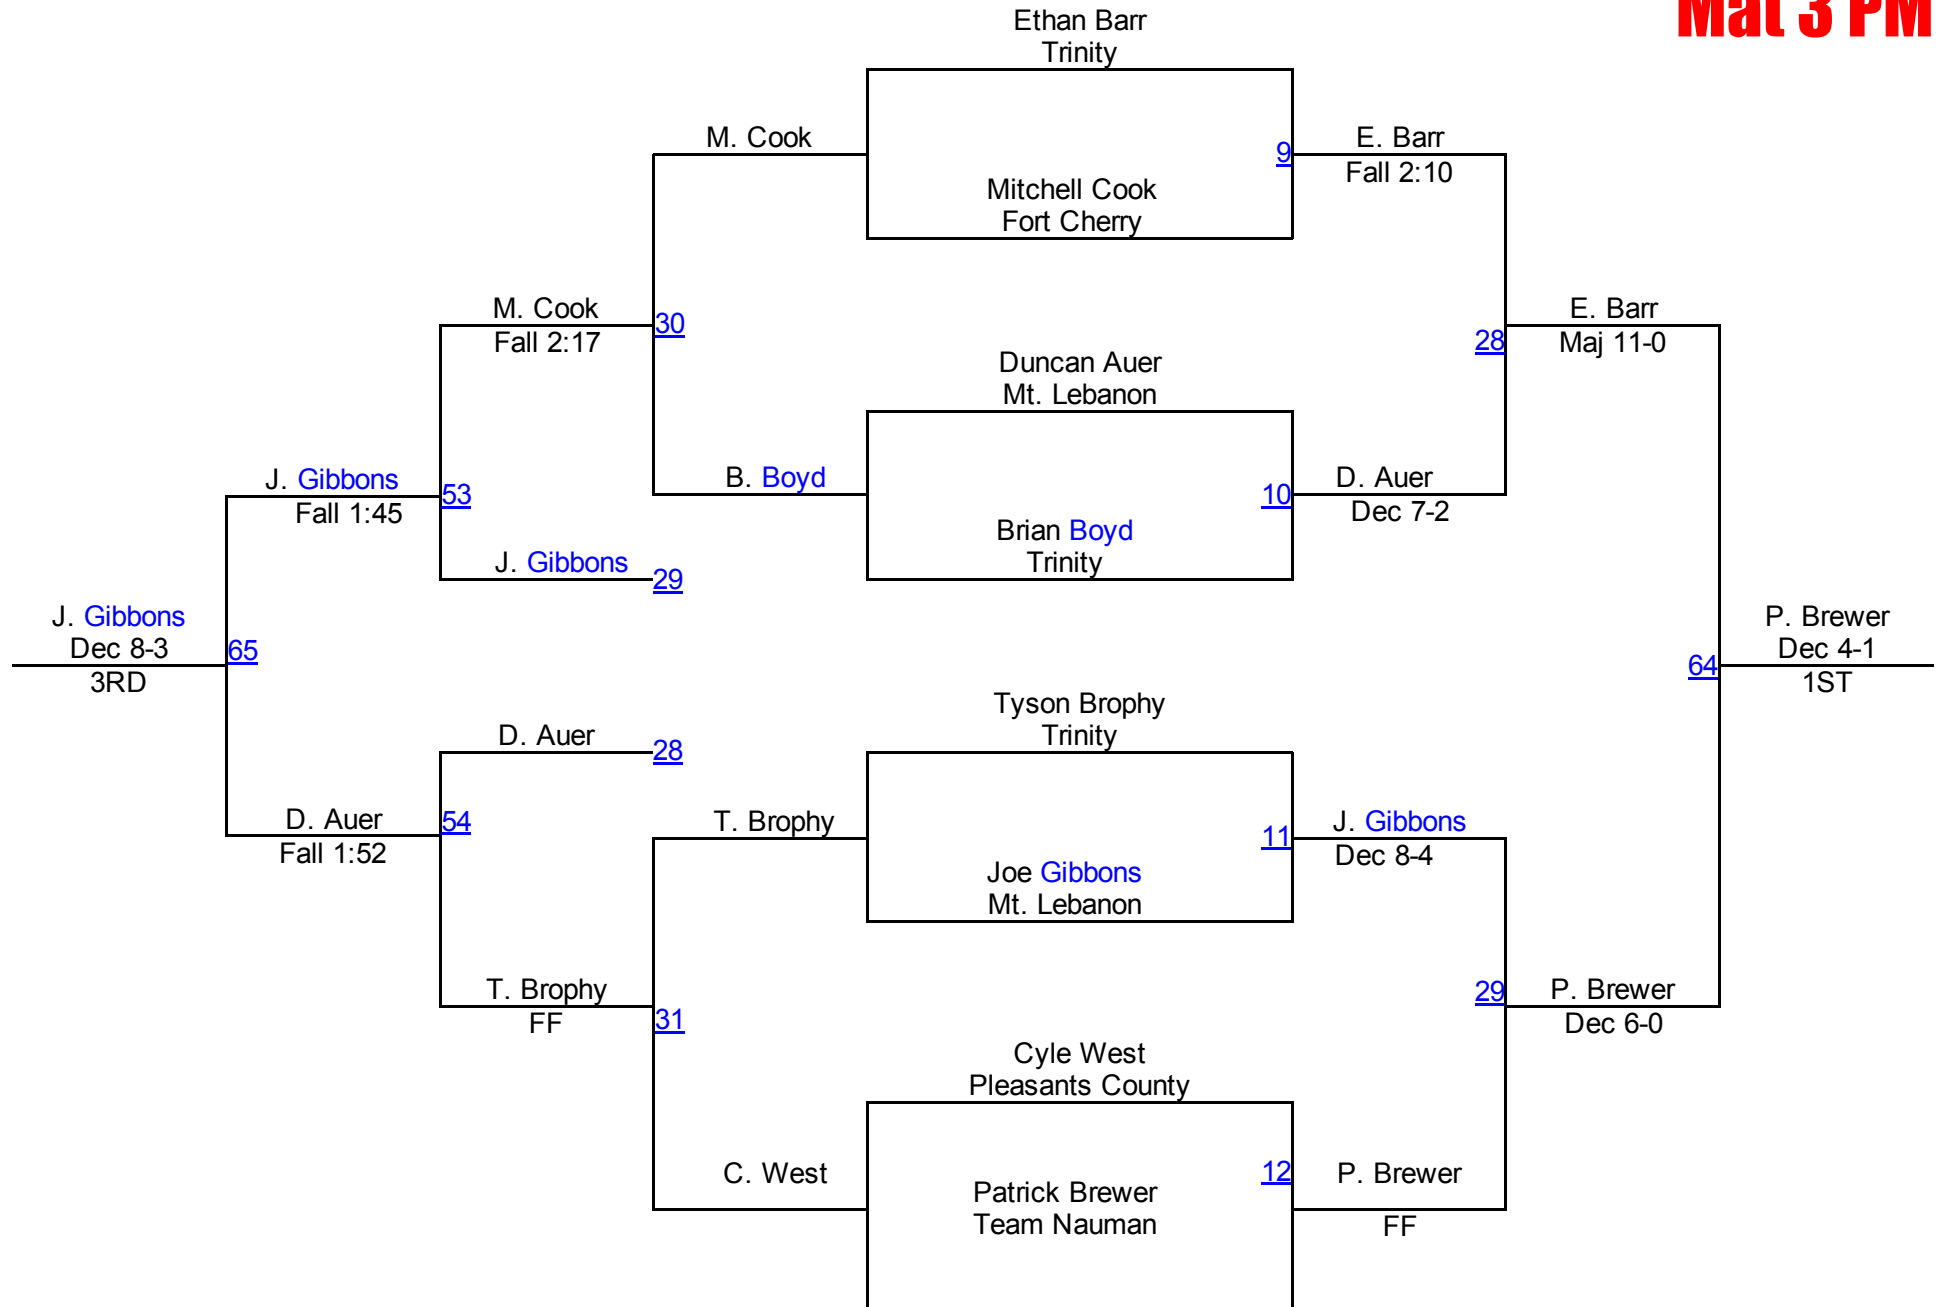 Mat 3 PM
Ethan Barr
Trinity
M. Cook
9
E. Barr
Fall 2:10
Mitchell Cook
Fort Cherry
M. Cook
Fall 2:17
30
E. Barr
Maj 11-0
28
Duncan Auer
Mt. Lebanon
J. Gibbons
Fall 1:45
53
B. Boyd
10
D. Auer
Dec 7-2
Brian Boyd
Trinity
J. Gibbons
29
J. Gibbons
Dec 8-3
3RD
65
P. Brewer
Dec 4-1
1ST
64
Tyson Brophy
Trinity
D. Auer
28
D. Auer
Fall 1:52
54
T. Brophy
11
J. Gibbons
Dec 8-4
Joe Gibbons
Mt. Lebanon
T. Brophy
FF
31
29
P. Brewer
Dec 6-0
Cyle West
Pleasants County
C. West
12
P. Brewer
FF
Patrick Brewer
Team Nauman